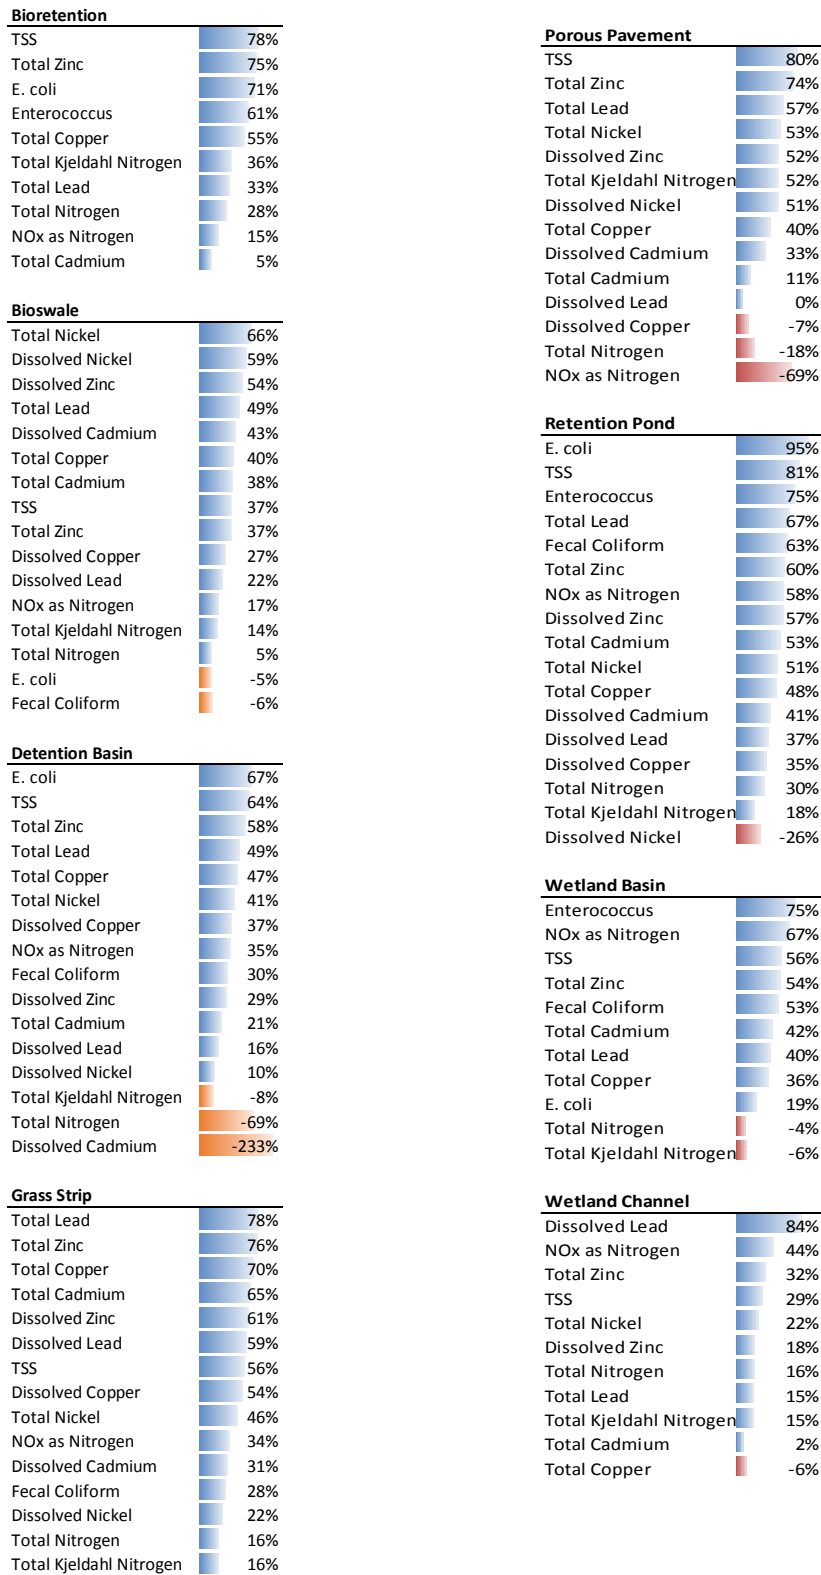 Bioretention
TSS 78%
Total Zinc 75%
E. coli 71%
Enterococcus 61%
Total Copper 55%
Total Kjeldahl Nitrogen 36%
Total Lead 33%
Total Nitrogen 28%
NOx as Nitrogen 15%
Total Cadmium 5%
Bioswale
Total Nickel 66%
Dissolved Nickel 59%
Dissolved Zinc 54%
Total Lead 49%
Dissolved Cadmium 43%
Total Copper 40%
Total Cadmium 38%
TSS 37%
Total Zinc 37%
Dissolved Copper 27%
Dissolved Lead 22%
NOx as Nitrogen 17%
Total Kjeldahl Nitrogen 14%
Total Nitrogen 5%
E. coli -5%
Fecal Coliform -6%
Detention Basin
E. coli 67%
TSS 64%
Total Zinc 58%
Total Lead 49%
Total Copper 47%
Total Nickel 41%
Dissolved Copper 37%
NOx as Nitrogen 35%
Fecal Coliform 30%
Dissolved Zinc 29%
Total Cadmium 21%
Dissolved Lead 16%
Dissolved Nickel 10%
Total Kjeldahl Nitrogen -8%
Total Nitrogen -69%
Dissolved Cadmium -233%
Grass Strip
Total Lead 78%
Total Zinc 76%
Total Copper 70%
Total Cadmium 65%
Dissolved Zinc 61%
Dissolved Lead 59%
TSS 56%
Dissolved Copper 54%
Total Nickel 46%
NOx as Nitrogen 34%
Dissolved Cadmium 31%
Fecal Coliform 28%
Dissolved Nickel 22%
Total Nitrogen 16%
Total Kjeldahl Nitrogen 16%
Porous Pavement
TSS 80%
Total Zinc 74%
Total Lead 57%
Total Nickel 53%
Dissolved Zinc 52%
Total Kjeldahl Nitrogen 52%
Dissolved Nickel 51%
Total Copper 40%
Dissolved Cadmium 33%
Total Cadmium 11%
Dissolved Lead 0%
Dissolved Copper -7%
Total Nitrogen -18%
NOx as Nitrogen -69%
Retention Pond
E. coli 95%
TSS 81%
Enterococcus 75%
Total Lead 67%
Fecal Coliform 63%
Total Zinc 60%
NOx as Nitrogen 58%
Dissolved Zinc 57%
Total Cadmium 53%
Total Nickel 51%
Total Copper 48%
Dissolved Cadmium 41%
Dissolved Lead 37%
Dissolved Copper 35%
Total Nitrogen 30%
Total Kjeldahl Nitrogen 18%
Dissolved Nickel -26%
Wetland Basin
Enterococcus 75%
NOx as Nitrogen 67%
TSS 56%
Total Zinc 54%
Fecal Coliform 53%
Total Cadmium 42%
Total Lead 40%
Total Copper 36%
E. coli 19%
Total Nitrogen -4%
Total Kjeldahl Nitrogen -6%
Wetland Channel
Dissolved Lead 84%
NOx as Nitrogen 44%
Total Zinc 32%
TSS 29%
Total Nickel 22%
Dissolved Zinc 18%
Total Nitrogen 16%
Total Lead 15%
Total Kjeldahl Nitrogen 15%
Total Cadmium 2%
Total Copper -6%